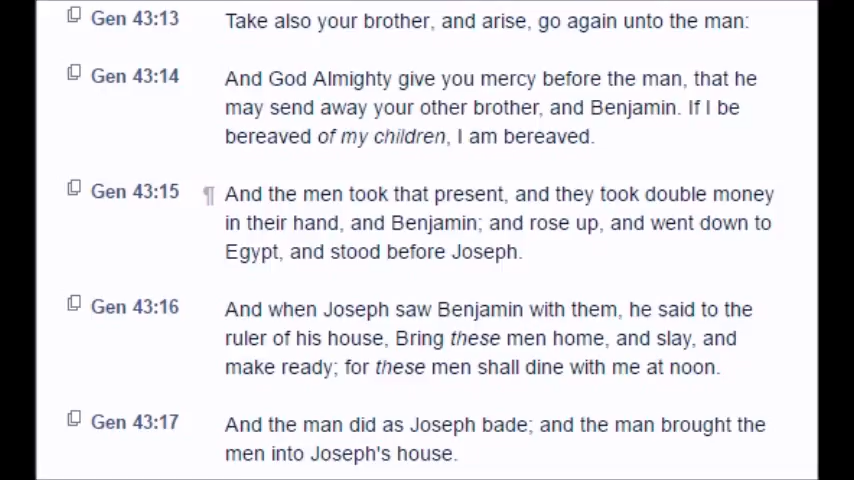 Gen 43:13 Take also your brother, and arise, go again unto the man:
Gen 43:14 And God Almighty give you mercy before the man, that he
may send away your other brother, and Benjamin. If I be
bereaved of my children, I am bereaved.
Gen 43:15 ¶ And the men took that present, and they took double money
in their hand, and Benjamin; and rose up, and went down to
Egypt, and stood before Joseph.
Gen 43:16 And when Joseph saw Benjamin with them, he said to the
ruler of his house, Bring these men home, and slay, and
make ready; for these men shall dine with me at noon.
Gen 43:17 And the man did as Joseph bade; and the man brought the
men into Joseph's house.